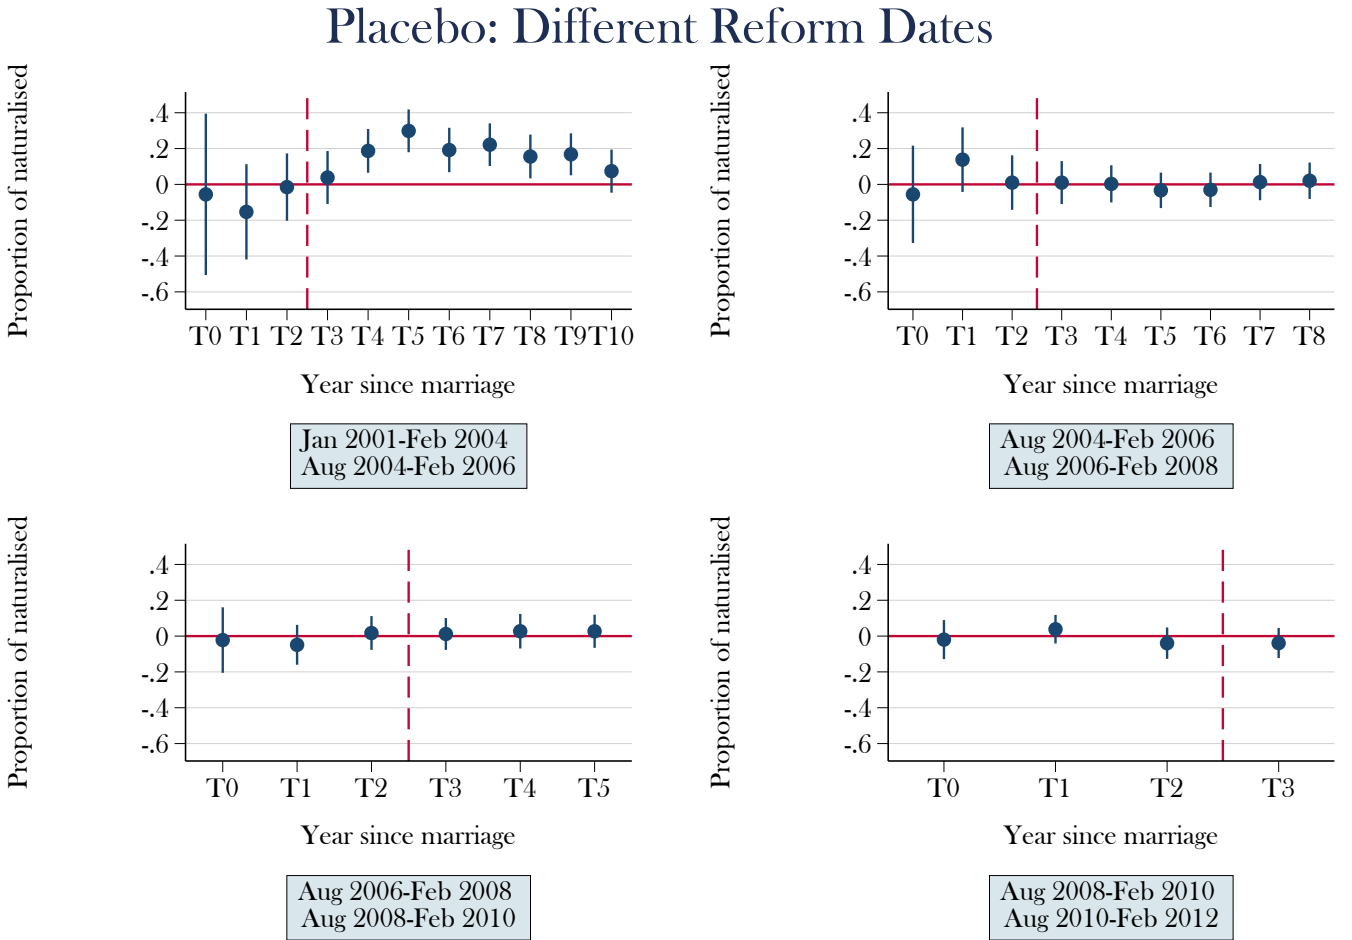 Placebo: Different Reform Dates
Proportion of naturalised
.4
.2
0
-.2
-.4
-.6
T0 T1 T2 T3 T4 T5 T6 T7 T8 T9 T10
Year since marriage
Jan 2001-Feb 2004
Aug 2004-Feb 2006
Proportion of naturalised
.4
.2
0
-.2
-.4
-.6
T0 T1 T2 T3 T4 T5 T6 T7 T8
Year since marriage
Aug 2004-Feb 2006
Aug 2006-Feb 2008
Proportion of naturalised
.4
.2
0
-.2
-.4
-.6
T0 T1 T2 T3 T4 T5
Year since marriage
Aug 2006-Feb 2008
Aug 2008-Feb 2010
Proportion of naturalised
.4
.2
0
-.2
-.4
-.6
T0 T1 T2 T3
Year since marriage
Aug 2008-Feb 2010
Aug 2010-Feb 2012